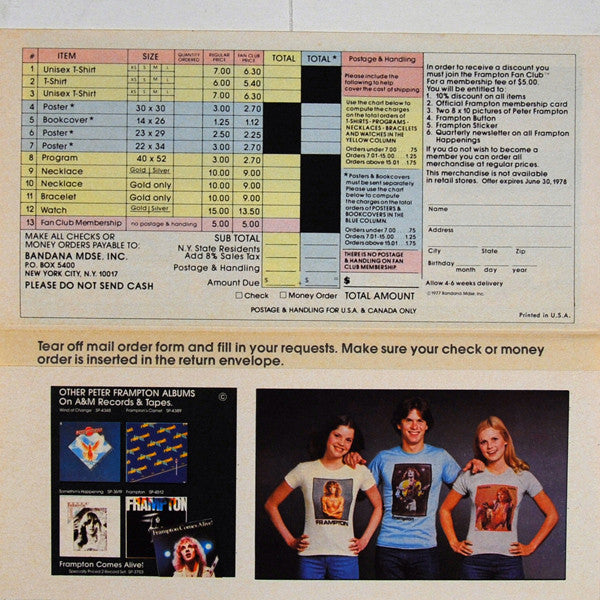 # ITEM SIZE QUANTITY ORDERED REGULAR PRICE FAN CLUB PRICE TOTAL TOTAL*
1 Unisex T-Shirt XS S M L 7.00 6.30
2 T-Shirt XS S M L 6.00 5.40
3 Unisex T-Shirt XS S M L 7.00 6.30
4 Poster* 30 x 30 3.00 2.70
5 Bookcover* 14 x 26 1.25 1.12
6 Poster* 23 x 29 2.50 2.25
7 Poster* 22 x 34 3.00 2.70
8 Program 40 x 52 3.00 2.70
9 Necklace Gold Silver 10.00 9.00
10 Necklace Gold only 10.00 9.00
11 Bracelet Gold only 10.00 9.00
12 Watch Gold Silver 15.00 13.50
13 Fan Club Membership no postage & handling 5.00 5.00
MAKE ALL CHECKS OR
MONEY ORDERS PAYABLE TO:
BANDANA MDSE. INC.
P.O. BOX 5400
NEW YORK CITY, N.Y. 10017
PLEASE DO NOT SEND CASH
SUB TOTAL
N.Y. State Residents
Add 8% Sales Tax
Postage & Handling
Amount Due $ $
Check Money Order TOTAL AMOUNT
POSTAGE & HANDLING FOR U.S.A. & CANADA ONLY
Postage & Handling
Please include the
following, to help
cover the cost of shipping.
Use the chart below to
compute the charges
on the total orders of
T-SHIRTS - PROGRAMS -
NECKLACES - BRACELETS
AND WATCHES IN THE
YELLOW COLUMN
Orders under 7.00 .75
Orders 7.01-15.00 1.25
Orders above 15.01 1.75
*Posters & Bookcovers
must be sent separately
Please use the chart
below to compute
the charges on the
total orders of POSTERS &
BOOKCOVERS IN THE
BLUE COLUMN.
Orders under 7.00 .75
Orders 7.01-15.00 1.25
Orders above 15.01 1.75
THERE IS NO POSTAGE
& HANDLING ON FAN
CLUB MEMBERSHIP
$
In order to receive a discount you
must join the Frampton Fan Club™
For a membership fee of $5.00.
You will be entitled to:
1. 10% discount on all items
2. Official Frampton membership card
3. Two 8 x 10 pictures of Peter Frampton
4. Frampton Button
5. Frampton Sticker
6. Quarterly newsletter on all Frampton
Happenings
If you do not wish to become a
member you can order all
merchandise at regular prices.
This merchandise is not available
in retail stores. Offer expires June 30, 1978
Name
Address
City State Zip
Birthday
month day year
Allow 4-6 weeks delivery
©1977 Bandana Mdse, Inc.
Printed in U.S.A.
Tear off mail order form and fill in your requests. Make sure your check or money
order is inserted in the return envelope.
OTHER PETER FRAMPTON ALBUMS
On A&M Records & Tapes.
©
Wind of Change SP-4348 Frampton's Camel SP-4389
Somethin's Happening SP-3619 Frampton SP-4512
FRAMPTON
Frampton Comes Alive!
Frampton Comes Alive!
Specially Priced 2-Record Set SP-3703
FRAMPTON
Frampton